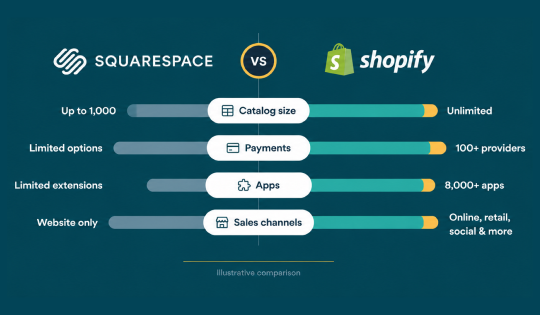 SQUARESPACE
VS
shopify
Up to 1,000
Catalog size
Unlimited
Limited options
Payments
100+ providers
Limited extensions
Apps
8,000+ apps
Website only
Sales channels
Online, retail,
social & more
Illustrative comparison